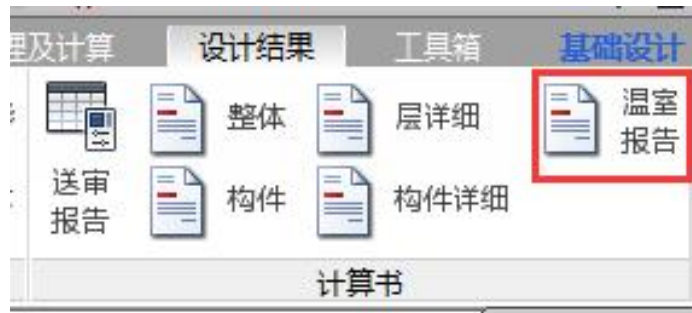 理及计算 设计结果 工具箱 基础设计
整体 层详细 温室
报告
送审
报告
构件 构件详细
计算书